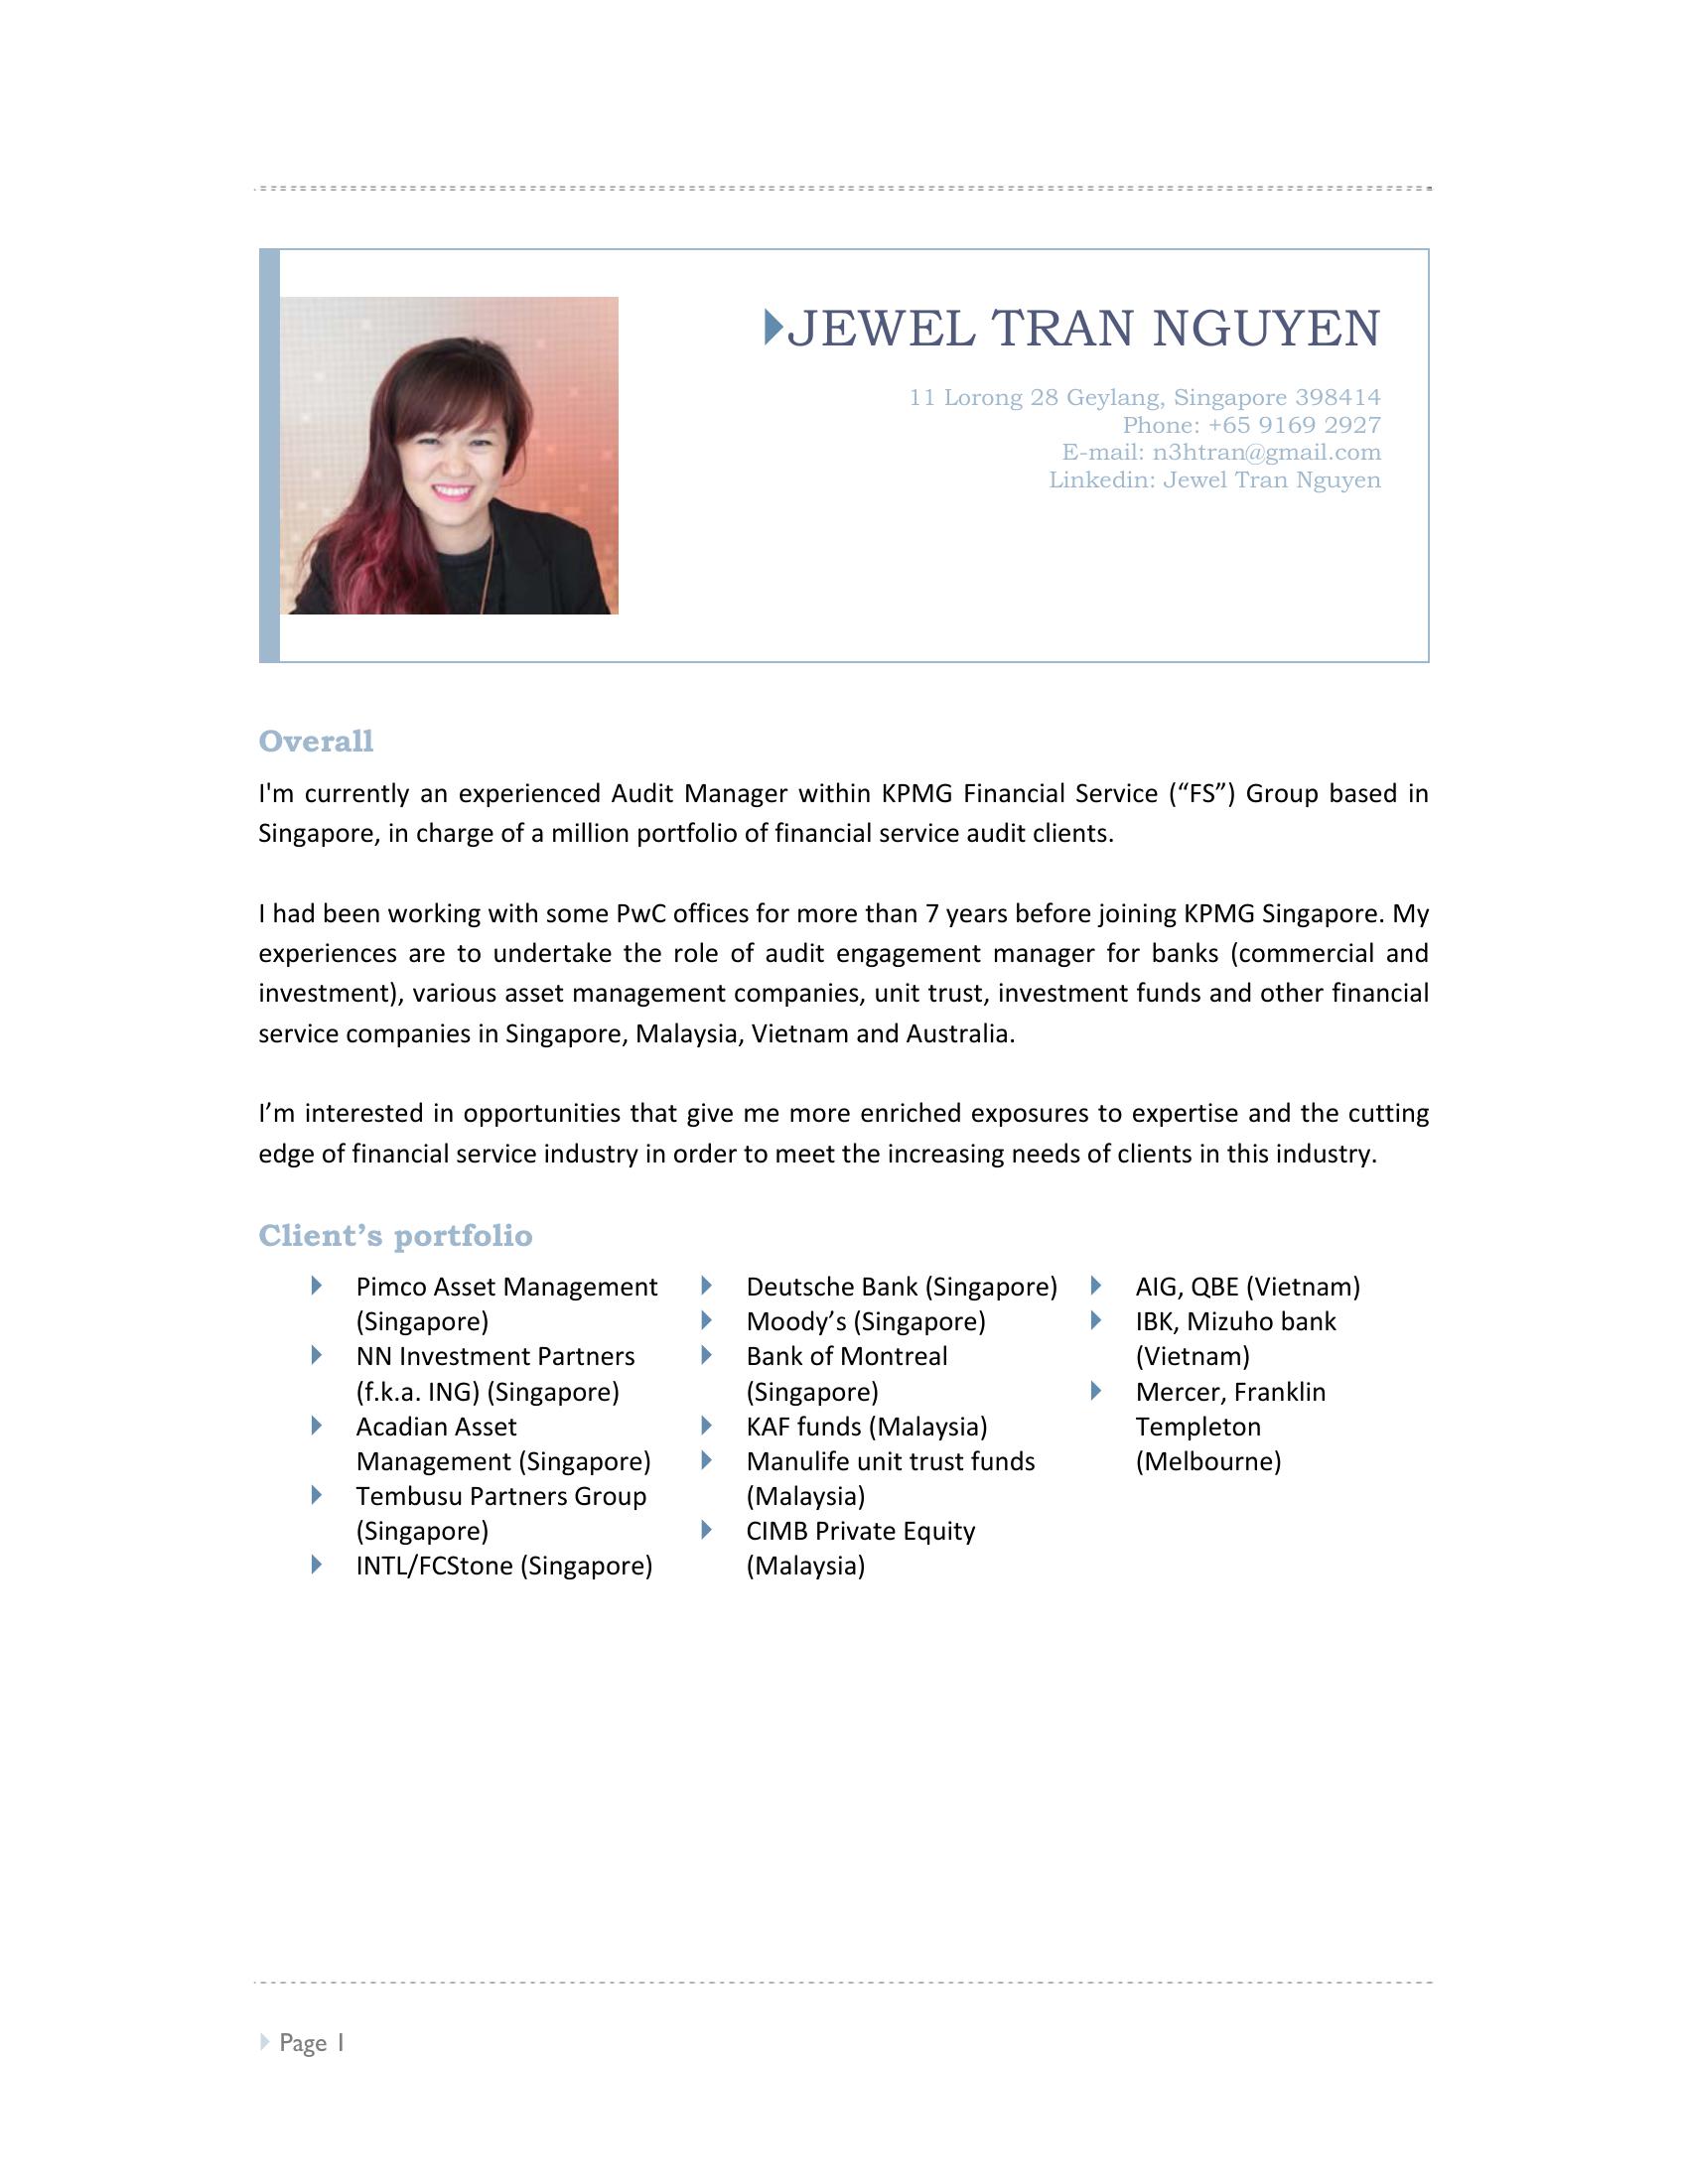 JEWEL TRAN NGUYEN
11 Lorong 28 Geylang, Singapore 398414
Phone: +65 9169 2927
E-mail: n3htran@gmail.com
Linkedin: Jewel Tran Nguyen
Overall
I'm currently an experienced Audit Manager within KPMG Financial Service (“FS”) Group based in
Singapore, in charge of a million portfolio of financial service audit clients.
I had been working with some PwC offices for more than 7 years before joining KPMG Singapore. My
experiences are to undertake the role of audit engagement manager for banks (commercial and
investment), various asset management companies, unit trust, investment funds and other financial
service companies in Singapore, Malaysia, Vietnam and Australia.
I’m interested in opportunities that give me more enriched exposures to expertise and the cutting
edge of financial service industry in order to meet the increasing needs of clients in this industry.
Client’s portfolio
Pimco Asset Management
(Singapore)
NN Investment Partners
(f.k.a. ING) (Singapore)
Acadian Asset
Management (Singapore)
Tembusu Partners Group
(Singapore)
INTL/FCStone (Singapore)
Deutsche Bank (Singapore)
Moody’s (Singapore)
Bank of Montreal
(Singapore)
KAF funds (Malaysia)
Manulife unit trust funds
(Malaysia)
CIMB Private Equity
(Malaysia)
AIG, QBE (Vietnam)
IBK, Mizuho bank
(Vietnam)
Mercer, Franklin
Templeton
(Melbourne)
Page 1